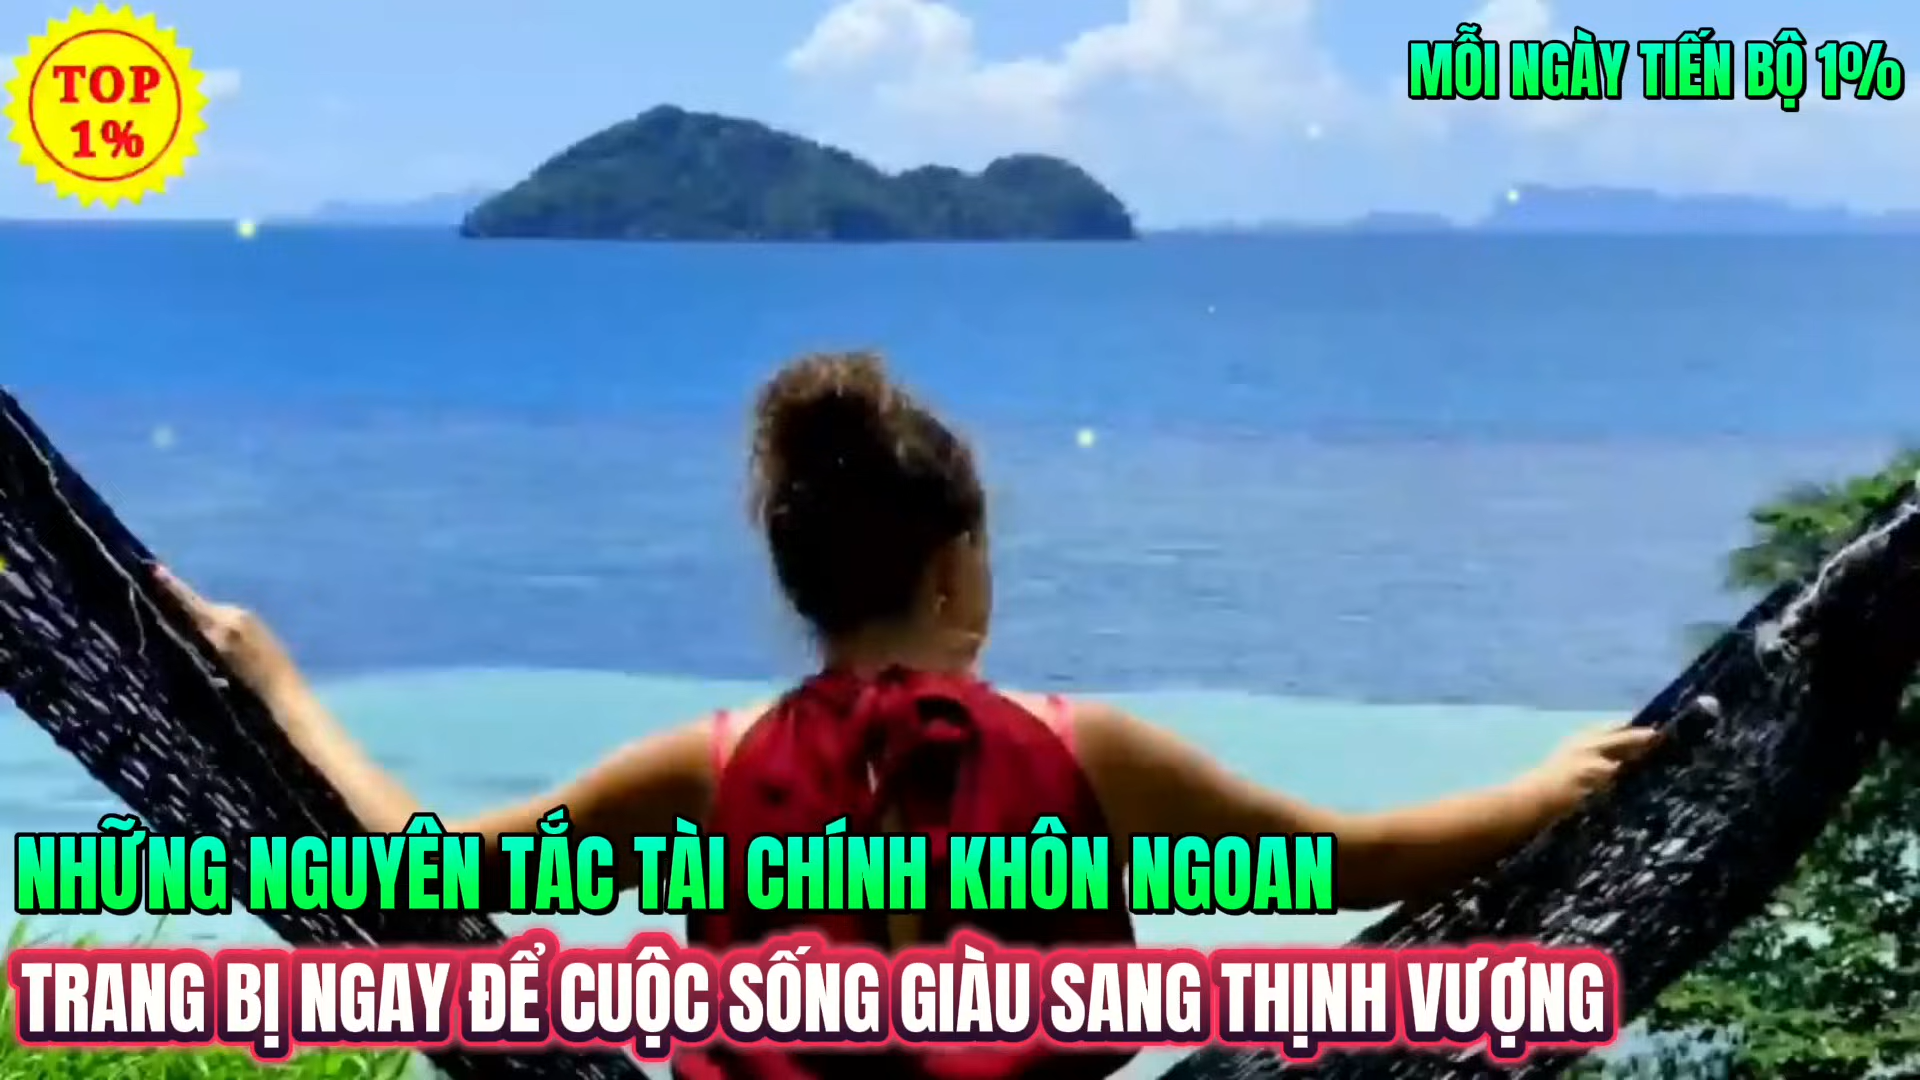 TOP
1%
MỖI NGÀY TIẾN BỘ 1%
NHỮNG NGUYÊN TẮC TÀI CHÍNH KHÔN NGOAN
TRANG BỊ NGAY ĐỂ CUỘC SỐNG GIÀU SANG THỊNH VƯỢNG